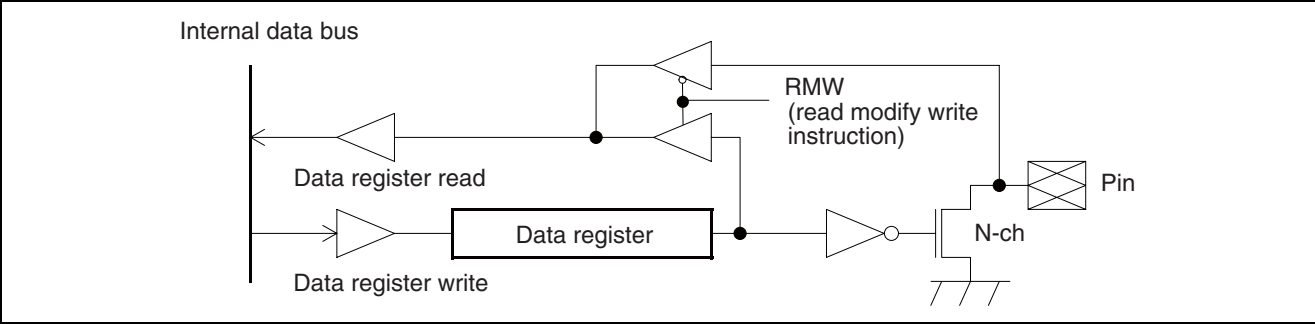 Internal data bus
RMW
(read modify write
instruction)
Data register read
Pin
Data register
N-ch
Data register write